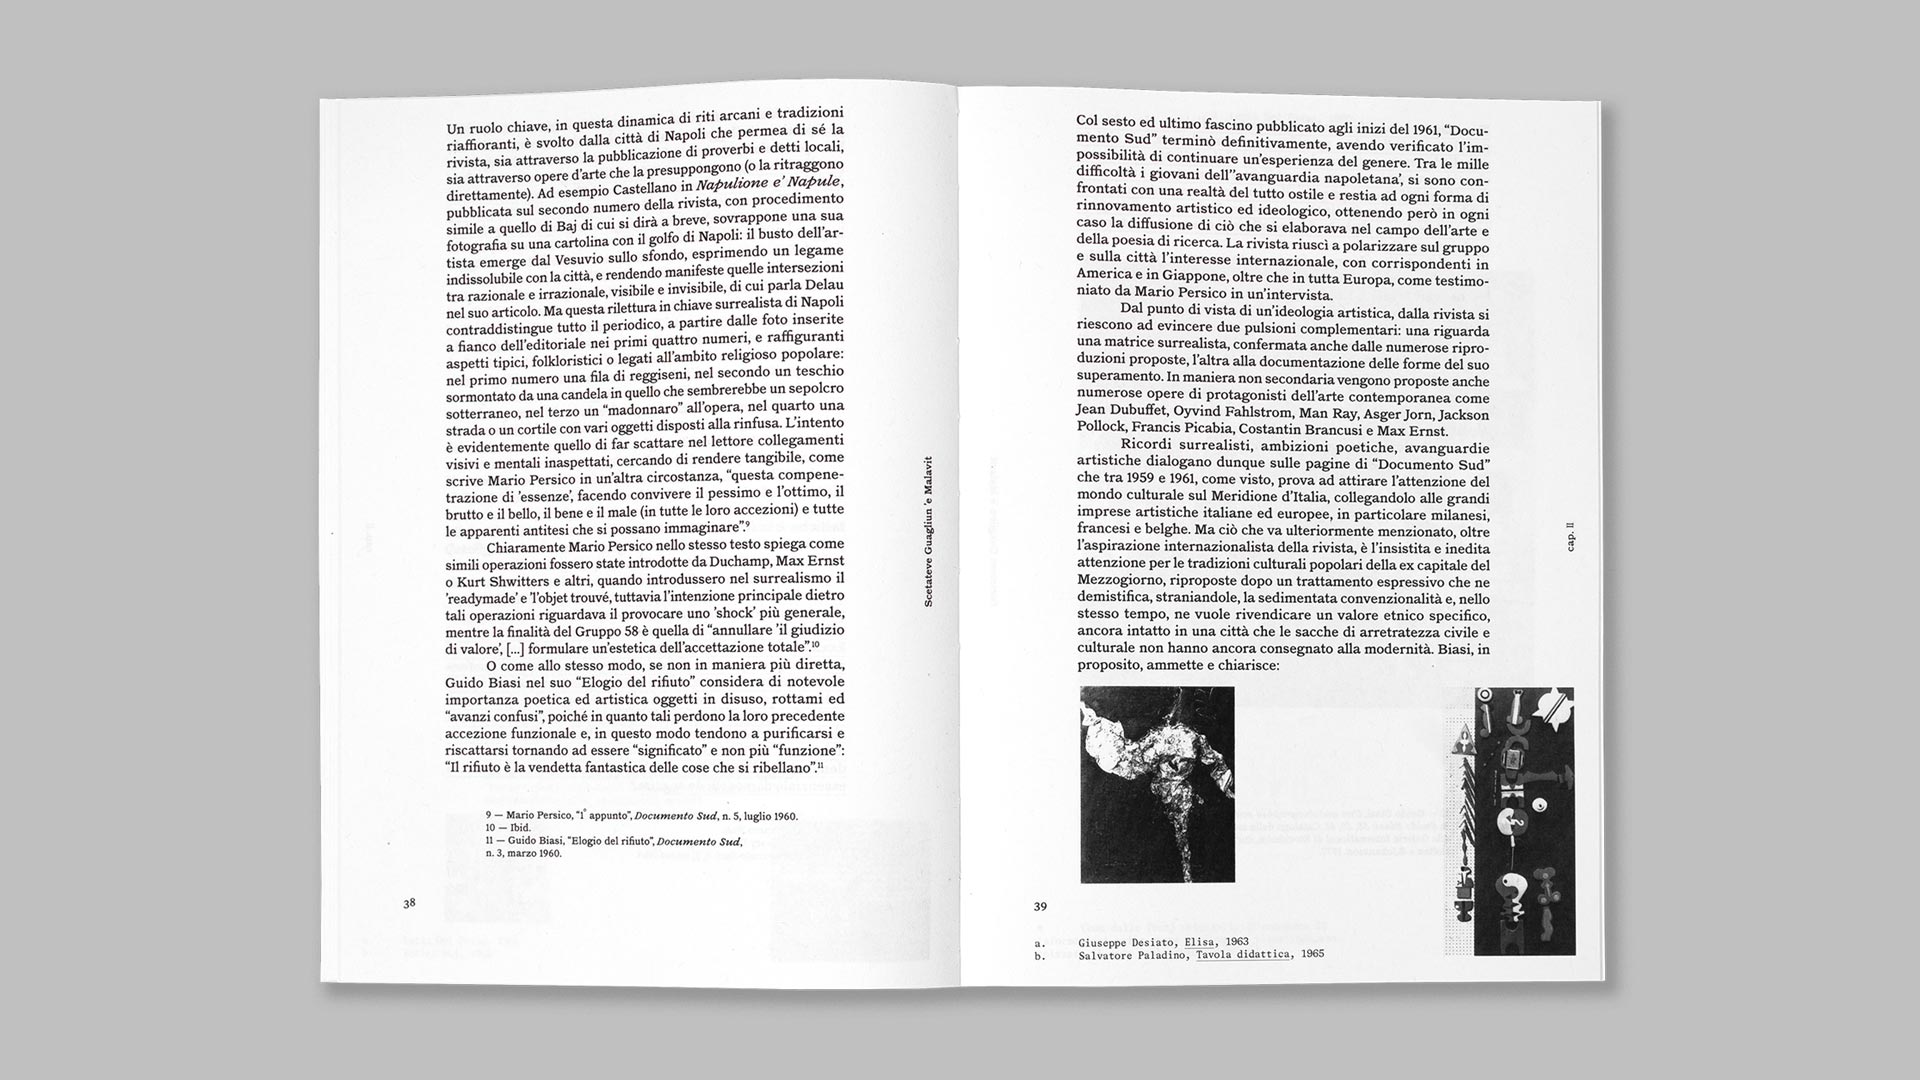 Un ruolo chiave, in questa dinamica di riti arcani e tradizioni
riaffioranti, è svolto dalla città di Napoli che permea di sé la
rivista, sia attraverso la pubblicazione di proverbi e detti locali,
sia attraverso opere d'arte che la presuppongono (o la ritraggono
direttamente). Ad esempio Castellano in Napulione e' Napule,
pubblicata sul secondo numero della rivista, con procedimento
simile a quello di Baj di cui si dirà a breve, sovrappone una sua
fotografia su una cartolina con il golfo di Napoli: il busto dell'ar-
tista emerge dal Vesuvio sullo sfondo, esprimendo un legame
indissolubile con la città, e rendendo manifeste quelle intersezioni
tra razionale e irrazionale, visibile e invisibile, di cui parla Delau
nel suo articolo. Ma questa rilettura in chiave surrealista di Napoli
contraddistingue tutto il periodico, a partire dalle foto inserite
a fianco dell'editoriale nei primi quattro numeri, e raffiguranti
aspetti tipici, folkloristici o legati all'ambito religioso popolare:
nel primo numero una fila di reggiseni, nel secondo un teschio
sormontato da una candela in quello che sembrerebbe un sepolcro
sotterraneo, nel terzo un “madonnaro” all'opera, nel quarto una
strada o un cortile con vari oggetti disposti alla rinfusa. L'intento
è evidentemente quello di far scattare nel lettore collegamenti
visivi e mentali inaspettati, cercando di rendere tangibile, come
scrive Mario Persico in un'altra circostanza, “questa compene-
trazione di 'essenze', facendo convivere il pessimo e l'ottimo, il
brutto e il bello, il bene e il male (in tutte le loro accezioni) e tutte
le apparenti antitesi che si possano immaginare”.⁹
Chiaramente Mario Persico nello stesso testo spiega come
simili operazioni fossero state introdotte da Duchamp, Max Ernst
o Kurt Shwitters e altri, quando introdussero nel surrealismo il
'readymade' e 'l'objet trouvé, tuttavia l'intenzione principale dietro
tali operazioni riguardava il provocare uno 'shock' più generale,
mentre la finalità del Gruppo 58 è quella di “annullare 'il giudizio
di valore', [...] formulare un'estetica dell'accettazione totale”.¹⁰
O come allo stesso modo, se non in maniera più diretta,
Guido Biasi nel suo “Elogio del rifiuto” considera di notevole
importanza poetica ed artistica oggetti in disuso, rottami ed
“avanzi confusi”, poiché in quanto tali perdono la loro precedente
accezione funzionale e, in questo modo tendono a purificarsi e
riscattarsi tornando ad essere “significato” e non più “funzione”:
“Il rifiuto è la vendetta fantastica delle cose che si ribellano”.¹¹
9 — Mario Persico, “1° appunto”, Documento Sud, n. 5, luglio 1960.
10 — Ibid.
11 — Guido Biasi, “Elogio del rifiuto”, Documento Sud,
n. 3, marzo 1960.
38
Scetateve Guagliun 'e Malavit
Col sesto ed ultimo fascino pubblicato agli inizi del 1961, “Docu-
mento Sud” terminò definitivamente, avendo verificato l'im-
possibilità di continuare un'esperienza del genere. Tra le mille
difficoltà i giovani dell''avanguardia napoletana', si sono con-
frontati con una realtà del tutto ostile e restia ad ogni forma di
rinnovamento artistico ed ideologico, ottenendo però in ogni
caso la diffusione di ciò che si elaborava nel campo dell'arte e
della poesia di ricerca. La rivista riuscì a polarizzare sul gruppo
e sulla città l'interesse internazionale, con corrispondenti in
America e in Giappone, oltre che in tutta Europa, come testimo-
niato da Mario Persico in un'intervista.
Dal punto di vista di un'ideologia artistica, dalla rivista si
riescono ad evincere due pulsioni complementari: una riguarda
una matrice surrealista, confermata anche dalle numerose ripro-
duzioni proposte, l'altra alla documentazione delle forme del suo
superamento. In maniera non secondaria vengono proposte anche
numerose opere di protagonisti dell'arte contemporanea come
Jean Dubuffet, Oyvind Fahlstrom, Man Ray, Asger Jorn, Jackson
Pollock, Francis Picabia, Costantin Brancusi e Max Ernst.
Ricordi surrealisti, ambizioni poetiche, avanguardie
artistiche dialogano dunque sulle pagine di “Documento Sud”
che tra 1959 e 1961, come visto, prova ad attirare l'attenzione del
mondo culturale sul Meridione d'Italia, collegandolo alle grandi
imprese artistiche italiane ed europee, in particolare milanesi,
francesi e belghe. Ma ciò che va ulteriormente menzionato, oltre
l'aspirazione internazionalista della rivista, è l'insistita e inedita
attenzione per le tradizioni culturali popolari della ex capitale del
Mezzogiorno, riproposte dopo un trattamento espressivo che ne
demistifica, straniandole, la sedimentata convenzionalità e, nello
stesso tempo, ne vuole rivendicare un valore etnico specifico,
ancora intatto in una città che le sacche di arretratezza civile e
culturale non hanno ancora consegnato alla modernità. Biasi, in
proposito, ammette e chiarisce:
cap. II
39
a. Giuseppe Desiato, Elisa, 1963
b. Salvatore Paladino, Tavola didattica, 1965